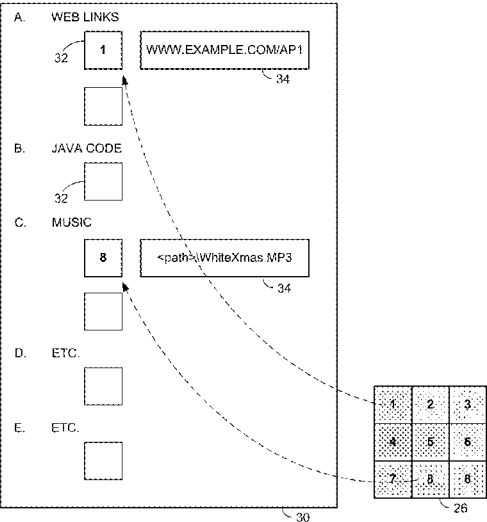 A. WEB LINKS
32 1 WWW.EXAMPLE.COM/AP1
34
B. JAVA CODE
32
C. MUSIC
8 <path>\WhiteXmas.MP3
34
D. ETC.
1 2 3
E. ETC.
4 5 6
7 8 6
30 26